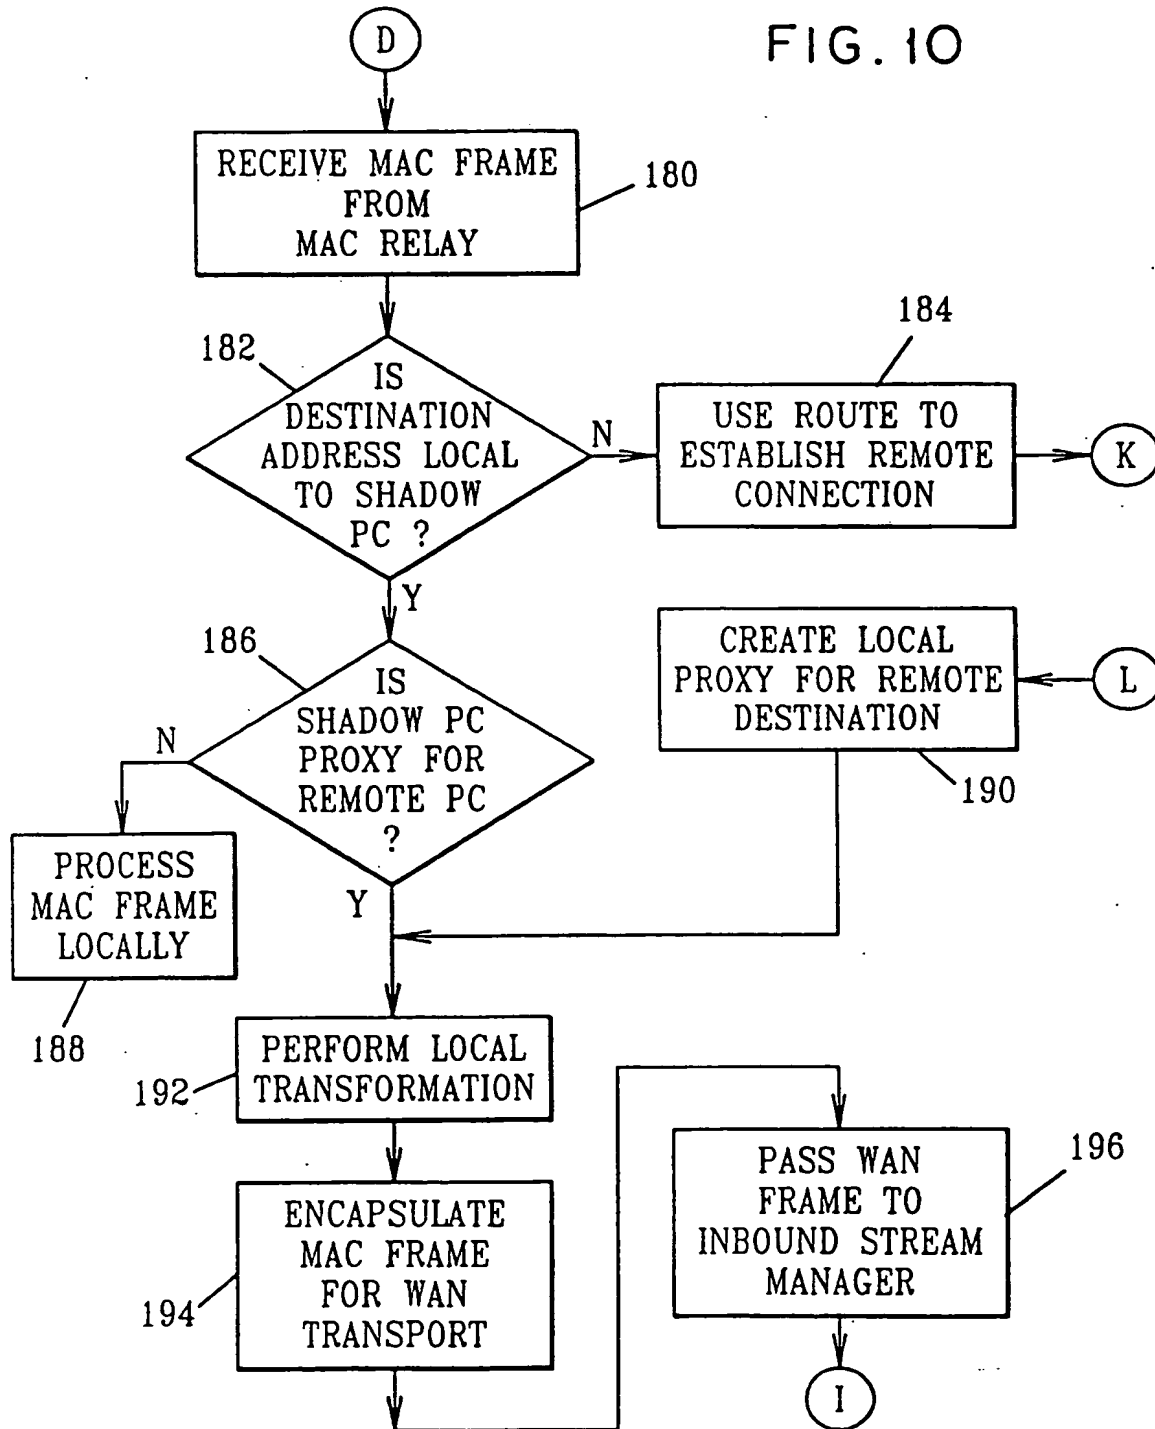 D
FIG. 10
RECEIVE MAC FRAME
FROM
MAC RELAY
180
182
IS
DESTINATION
ADDRESS LOCAL
TO SHADOW
PC ?
N
184
USE ROUTE TO
ESTABLISH REMOTE
CONNECTION
K
Y
186
IS
SHADOW PC
PROXY FOR
REMOTE PC
?
N
CREATE LOCAL
PROXY FOR REMOTE
DESTINATION
L
190
PROCESS
MAC FRAME
LOCALLY
188
Y
192
PERFORM LOCAL
TRANSFORMATION
194
ENCAPSULATE
MAC FRAME
FOR WAN
TRANSPORT
PASS WAN
FRAME TO
INBOUND STREAM
MANAGER
196
I